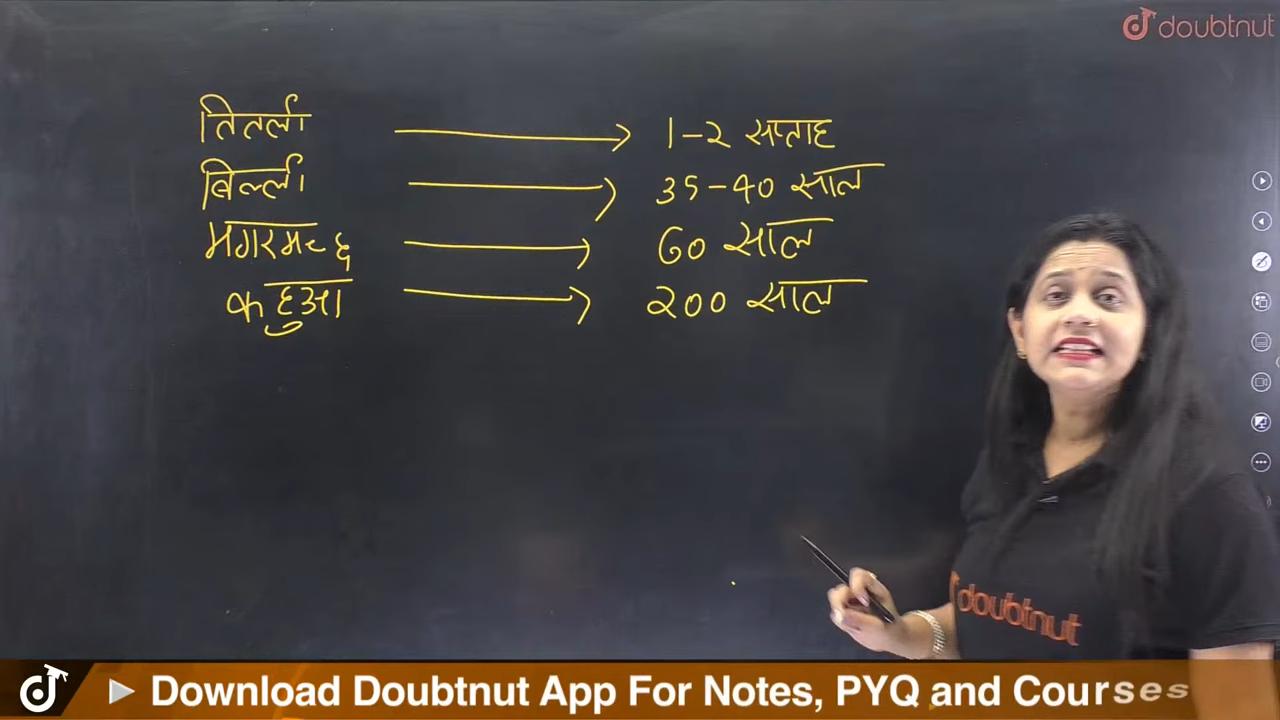 doubtnut
तितली → 1-2 सप्ताह
बिल्ली → 35-40 साल
मगरमच्छ → 60 साल
कछुआ → 200 साल
doubtnut
Download Doubtnut App For Notes, PYQ and Courses